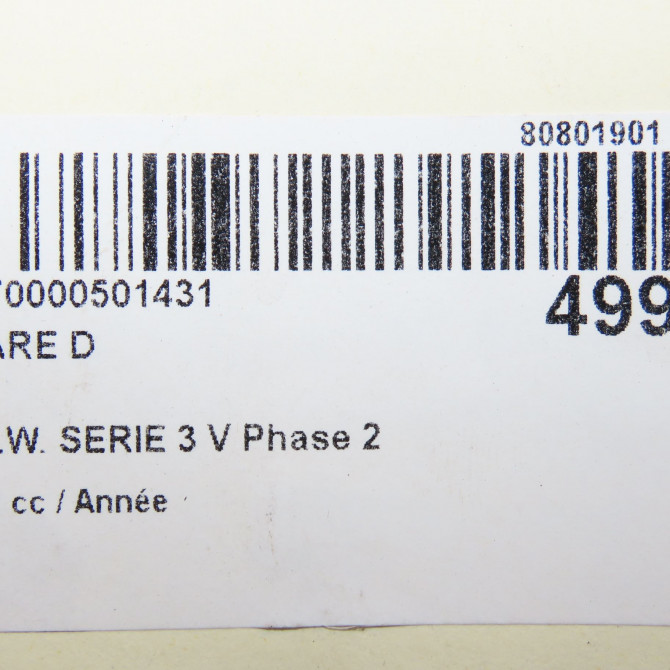 80801901
70000501431
499
ARE D
.W. SERIE 3 V Phase 2
cc / Année